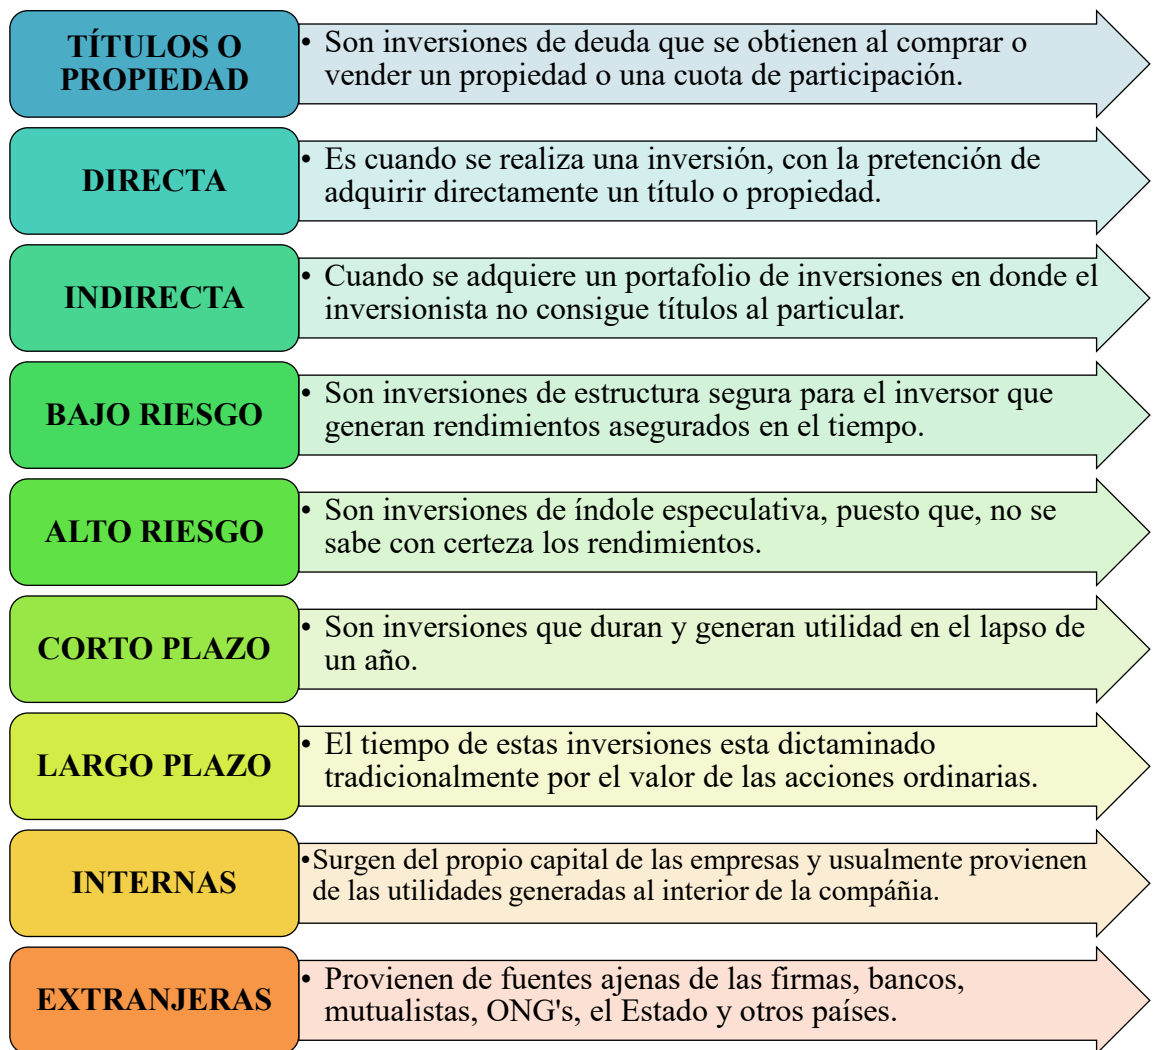 TÍTULOS O
PROPIEDAD
• Son inversiones de deuda que se obtienen al comprar o
vender un propiedad o una cuota de participación.
DIRECTA
• Es cuando se realiza una inversión, con la pretención de
adquirir directamente un título o propiedad.
INDIRECTA
• Cuando se adquiere un portafolio de inversiones en donde el
inversionista no consigue títulos al particular.
BAJO RIESGO
• Son inversiones de estructura segura para el inversor que
generan rendimientos asegurados en el tiempo.
ALTO RIESGO
• Son inversiones de índole especulativa, puesto que, no se
sabe con certeza los rendimientos.
CORTO PLAZO
• Son inversiones que duran y generan utilidad en el lapso de
un año.
LARGO PLAZO
• El tiempo de estas inversiones esta dictaminado
tradicionalmente por el valor de las acciones ordinarias.
INTERNAS
•Surgen del propio capital de las empresas y usualmente provienen
de las utilidades generadas al interior de la compáñia.
EXTRANJERAS
• Provienen de fuentes ajenas de las firmas, bancos,
mutualistas, ONG's, el Estado y otros países.